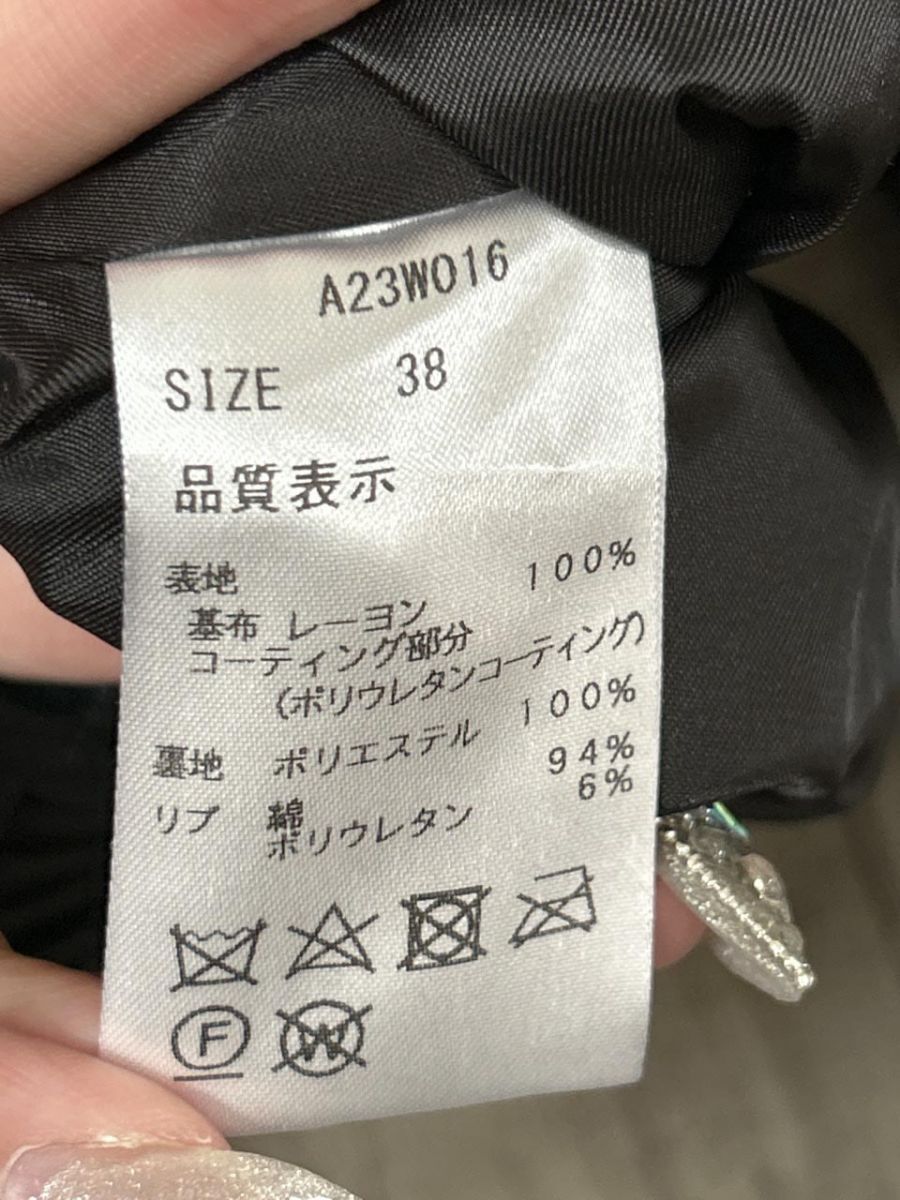 A23W016
SIZE 38
品質表示
表地
基布 レーヨン 100%
コーティング部分
(ポリウレタンコーティング)
裏地 ポリエステル 100%
リブ 綿 94%
ポリウレタン 6%
F
W